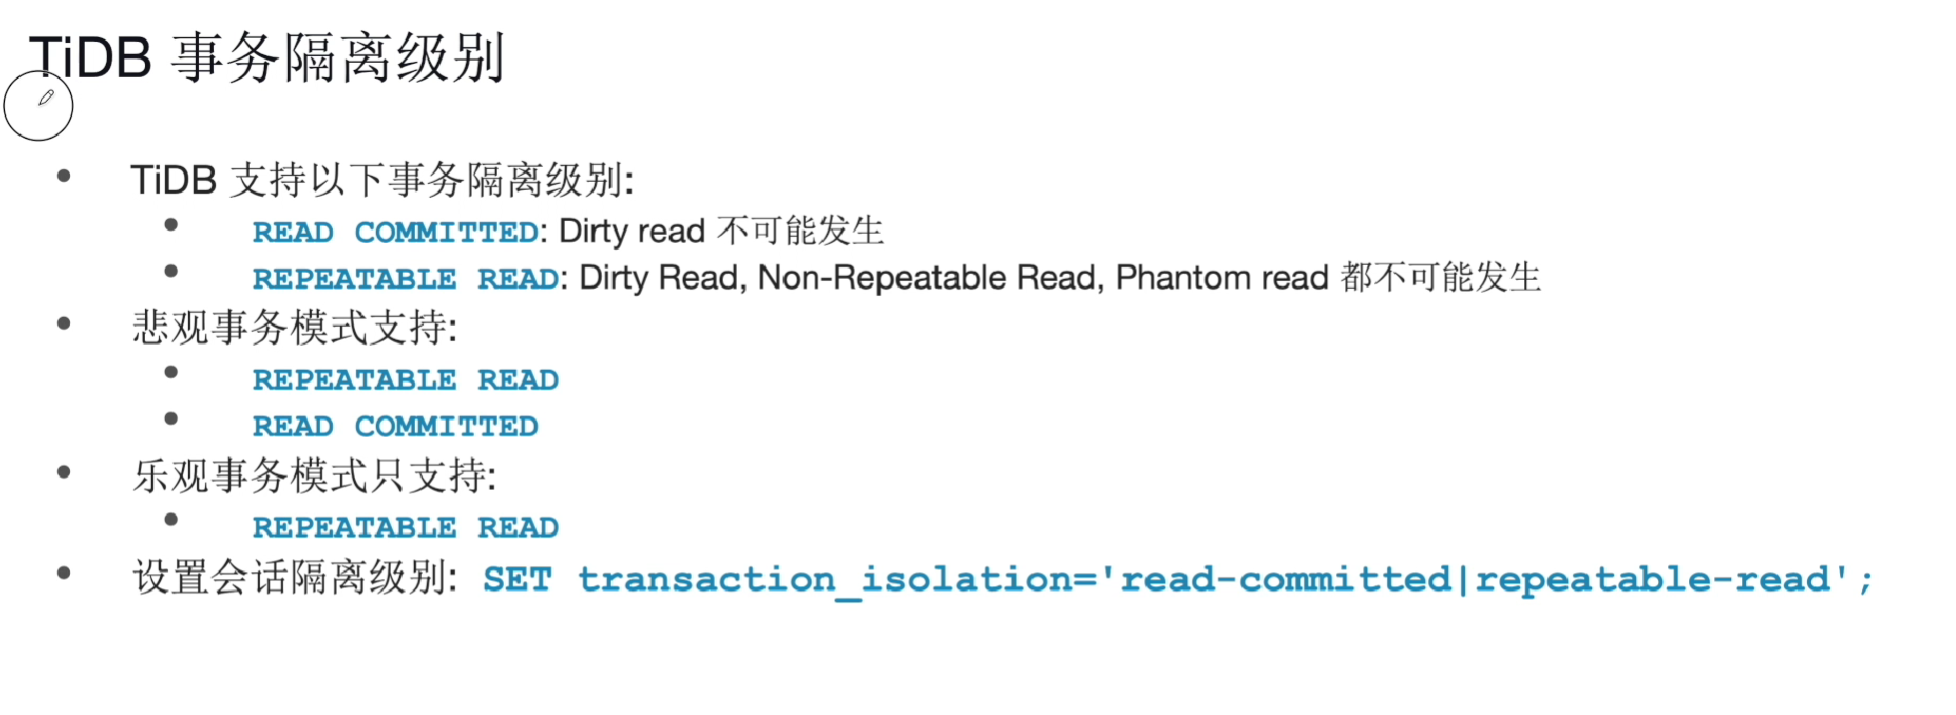 TiDB 事务隔离级别
TiDB 支持以下事务隔离级别:
READ COMMITTED: Dirty read 不可能发生
REPEATABLE READ: Dirty Read, Non-Repeatable Read, Phantom read 都不可能发生
悲观事务模式支持:
REPEATABLE READ
READ COMMITTED
乐观事务模式只支持:
REPEATABLE READ
设置会话隔离级别: SET transaction_isolation='read-committed|repeatable-read';